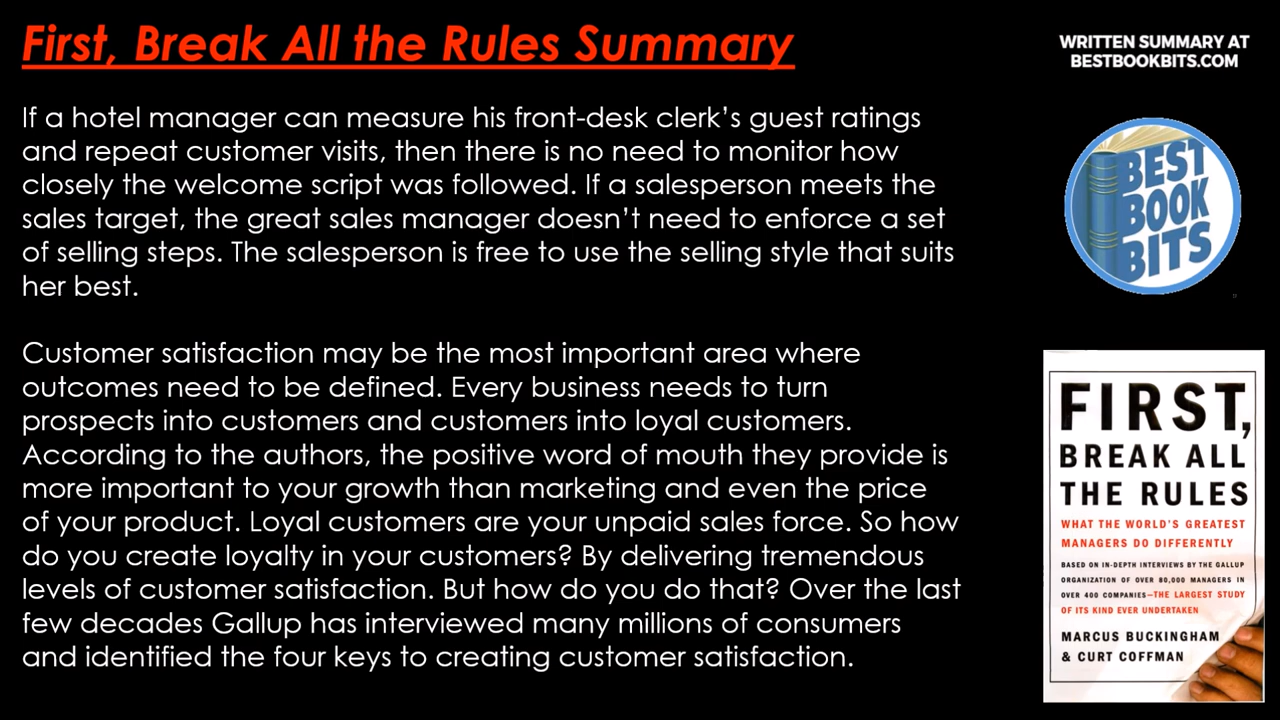 First, Break All the Rules Summary
WRITTEN SUMMARY AT
BESTBOOKBITS.COM
If a hotel manager can measure his front-desk clerk's guest ratings
and repeat customer visits, then there is no need to monitor how
closely the welcome script was followed. If a salesperson meets the
sales target, the great sales manager doesn't need to enforce a set
of selling steps. The salesperson is free to use the selling style that suits
her best.
Customer satisfaction may be the most important area where
outcomes need to be defined. Every business needs to turn
prospects into customers and customers into loyal customers.
According to the authors, the positive word of mouth they provide is
more important to your growth than marketing and even the price
of your product. Loyal customers are your unpaid sales force. So how
do you create loyalty in your customers? By delivering tremendous
levels of customer satisfaction. But how do you do that? Over the last
few decades Gallup has interviewed many millions of consumers
and identified the four keys to creating customer satisfaction.
BEST
BOOK
BITS
FIRST,
BREAK ALL
THE RULES
WHAT THE WORLD'S GREATEST
MANAGERS DO DIFFERENTLY
BASED ON IN-DEPTH INTERVIEWS BY THE GALLUP
ORGANIZATION OF OVER 80,000 MANAGERS IN
OVER 400 COMPANIES—THE LARGEST STUDY
OF ITS KIND EVER UNDERTAKEN
MARCUS BUCKINGHAM
& CURT COFFMAN